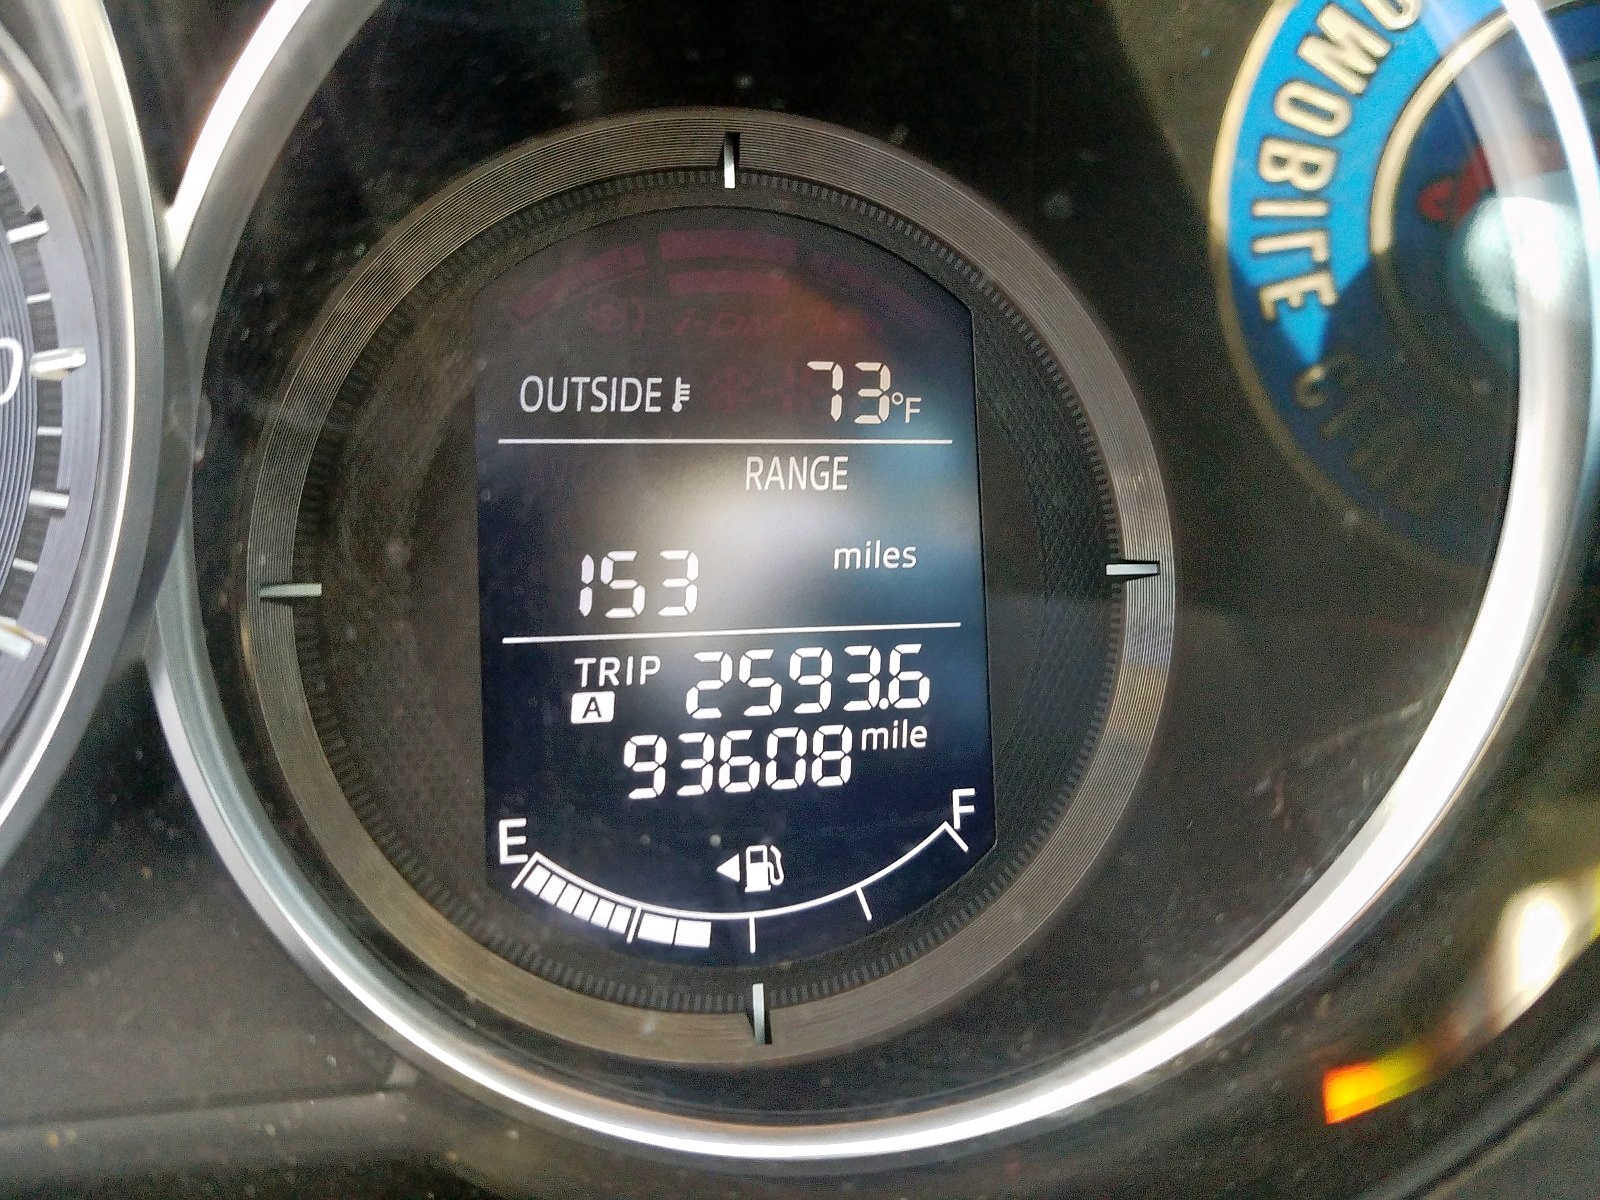 OUTSIDE 73°F
RANGE
153 miles
TRIP A 2593.6
93608 mile
E F